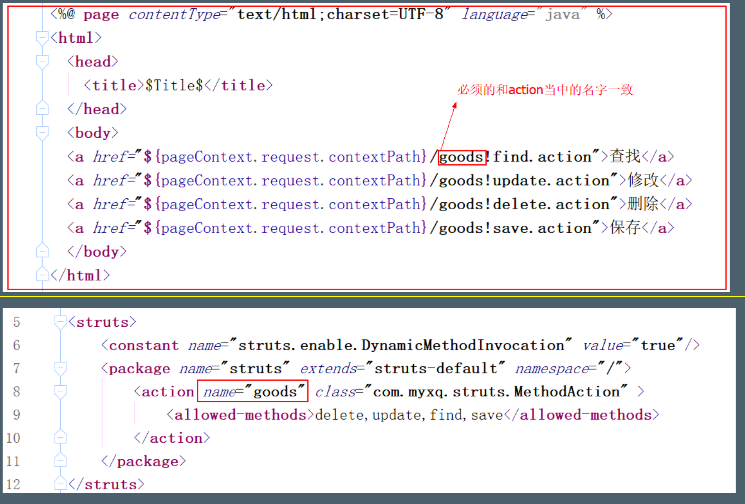 <%@ page contentType="text/html;charset=UTF-8" language="java" %>
<html>
<head>
<title>$Title$</title>
必须的和action当中的名字一致
</head>
<body>
<a href="${pageContext.request.contextPath}/goods!find.action">查找</a>
<a href="${pageContext.request.contextPath}/goods!update.action">修改</a>
<a href="${pageContext.request.contextPath}/goods!delete.action">删除</a>
<a href="${pageContext.request.contextPath}/goods!save.action">保存</a>
</body>
</html>
5 <struts>
6 <constant name="struts.enable.DynamicMethodInvocation" value="true"/>
7 <package name="struts" extends="struts-default" namespace="/">
8 <action name="goods" class="com.myxq.struts.MethodAction" >
9 <allowed-methods>delete,update,find,save</allowed-methods>
10 </action>
11 </package>
12 </struts>